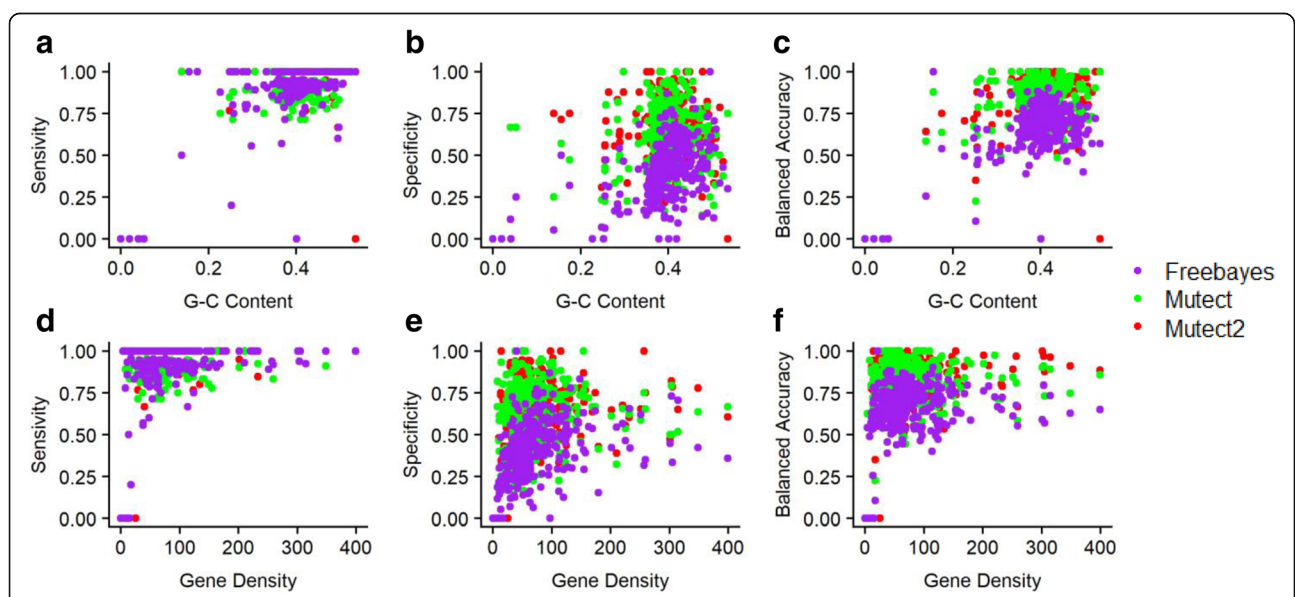 a
b
c
Sensivity
1.00
0.75
0.50
0.25
0.00
0.0 0.2 0.4
G-C Content
Specificity
1.00
0.75
0.50
0.25
0.00
0.0 0.2 0.4
G-C Content
Balanced Accuracy
1.00
0.75
0.50
0.25
0.00
0.0 0.2 0.4
G-C Content
Freebayes
Mutect
Mutect2
d
e
f
Sensivity
1.00
0.75
0.50
0.25
0.00
0 100 200 300 400
Gene Density
Specificity
1.00
0.75
0.50
0.25
0.00
0 100 200 300 400
Gene Density
Balanced Accuracy
1.00
0.75
0.50
0.25
0.00
0 100 200 300 400
Gene Density